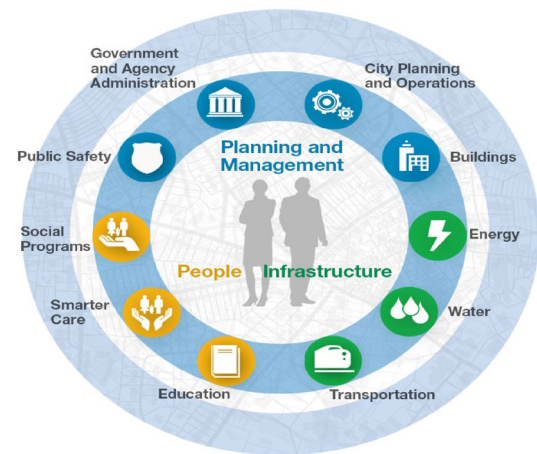 Government
and Agency
Administration
City Planning
and Operations
Public Safety
Planning and
Management
Buildings
Social
Programs
Energy
People
Infrastructure
Smarter
Care
Water
Education
Transportation